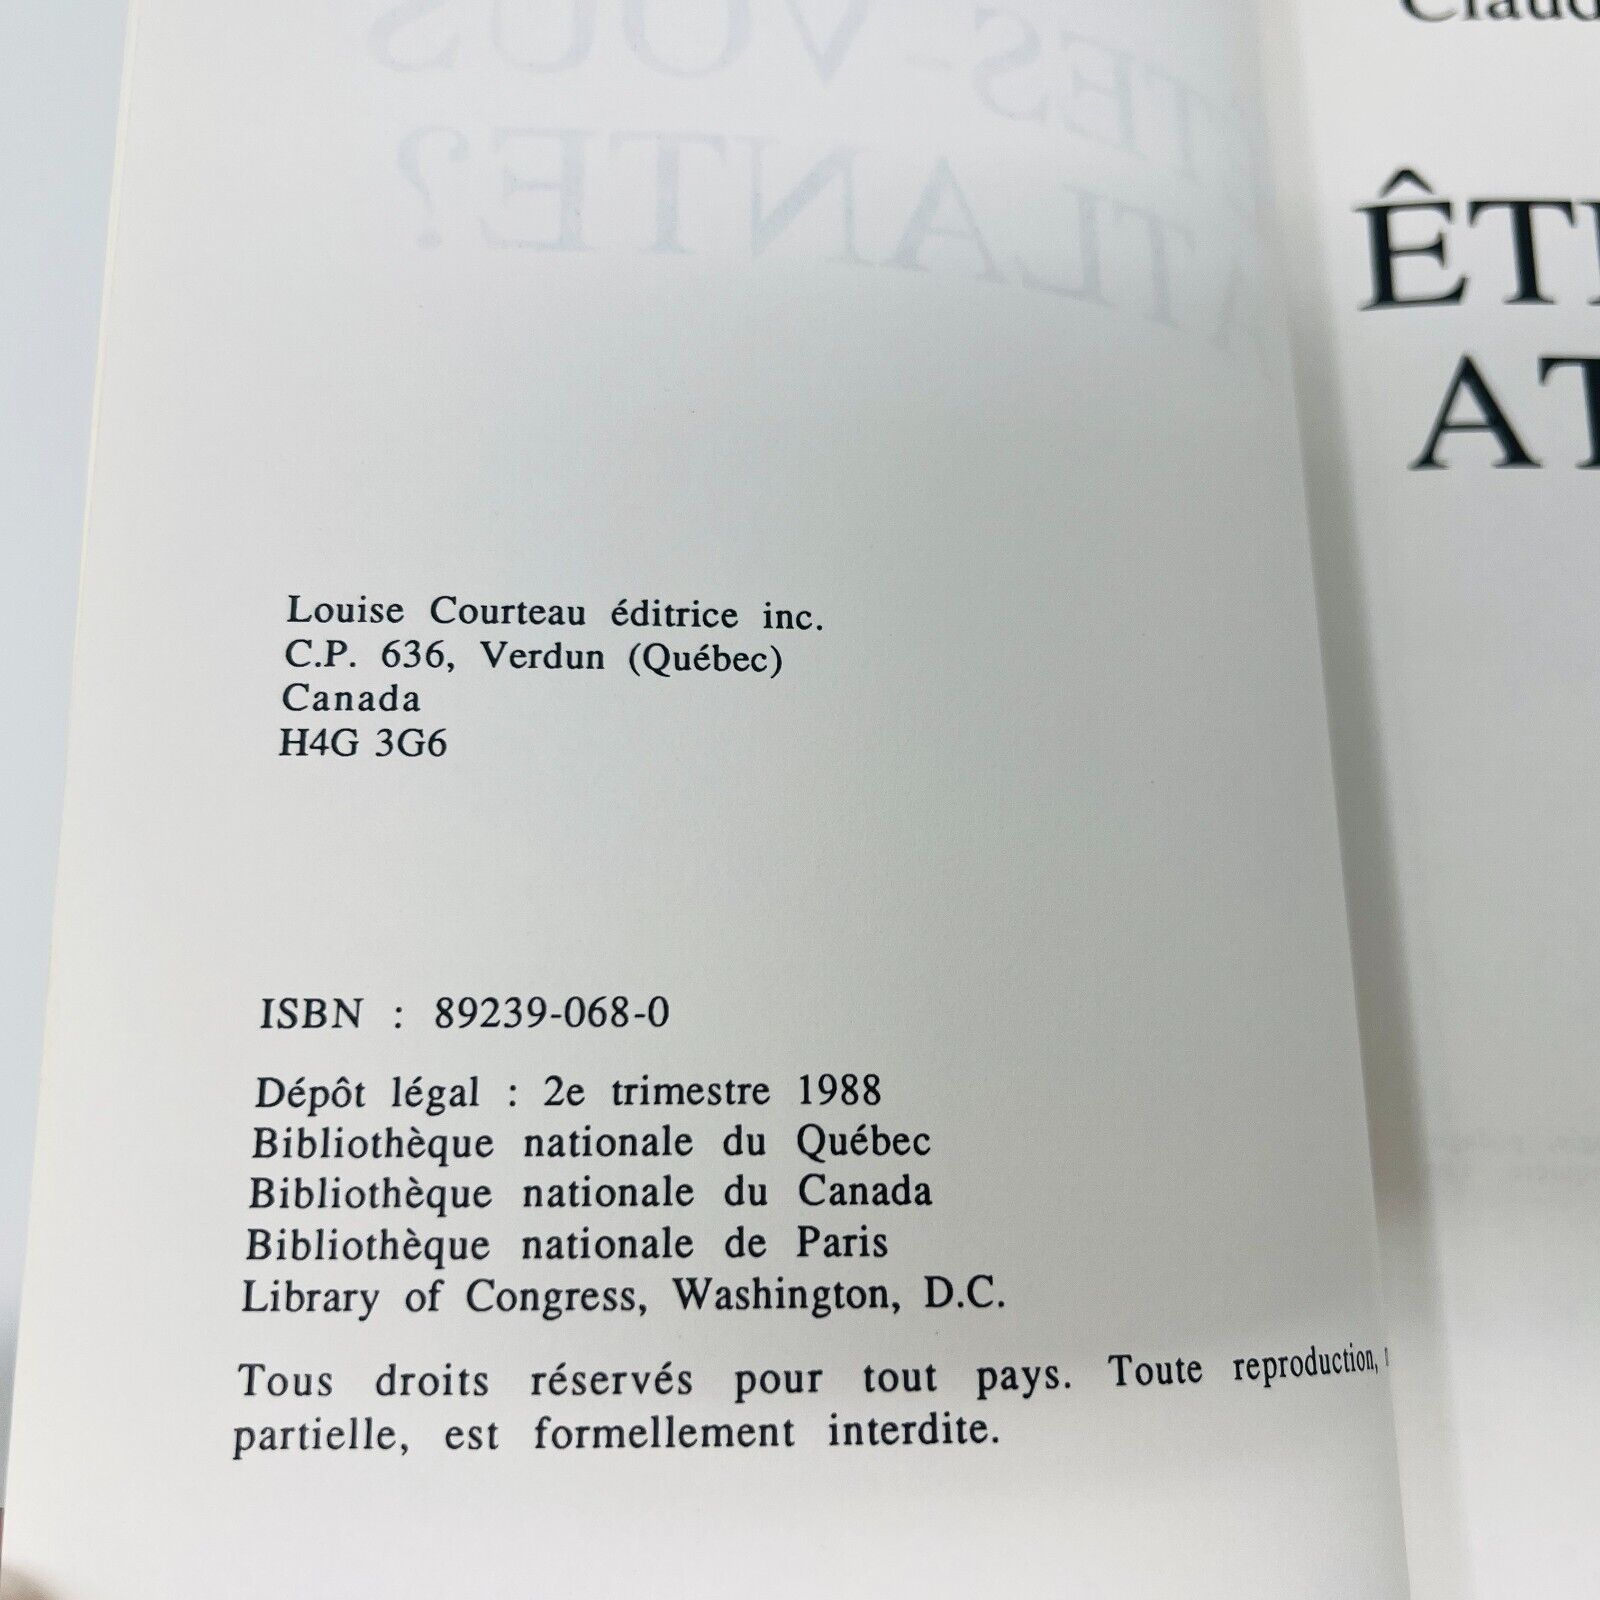 Louise Courteau éditrice inc.
C.P. 636, Verdun (Québec)
Canada
H4G 3G6
ISBN : 89239-068-0
Dépôt légal : 2e trimestre 1988
Bibliothèque nationale du Québec
Bibliothèque nationale du Canada
Bibliothèque nationale de Paris
Library of Congress, Washington, D.C.
Tous droits réservés pour tout pays. Toute reproduction,
partielle, est formellement interdite.
Claud
ÊT
AT